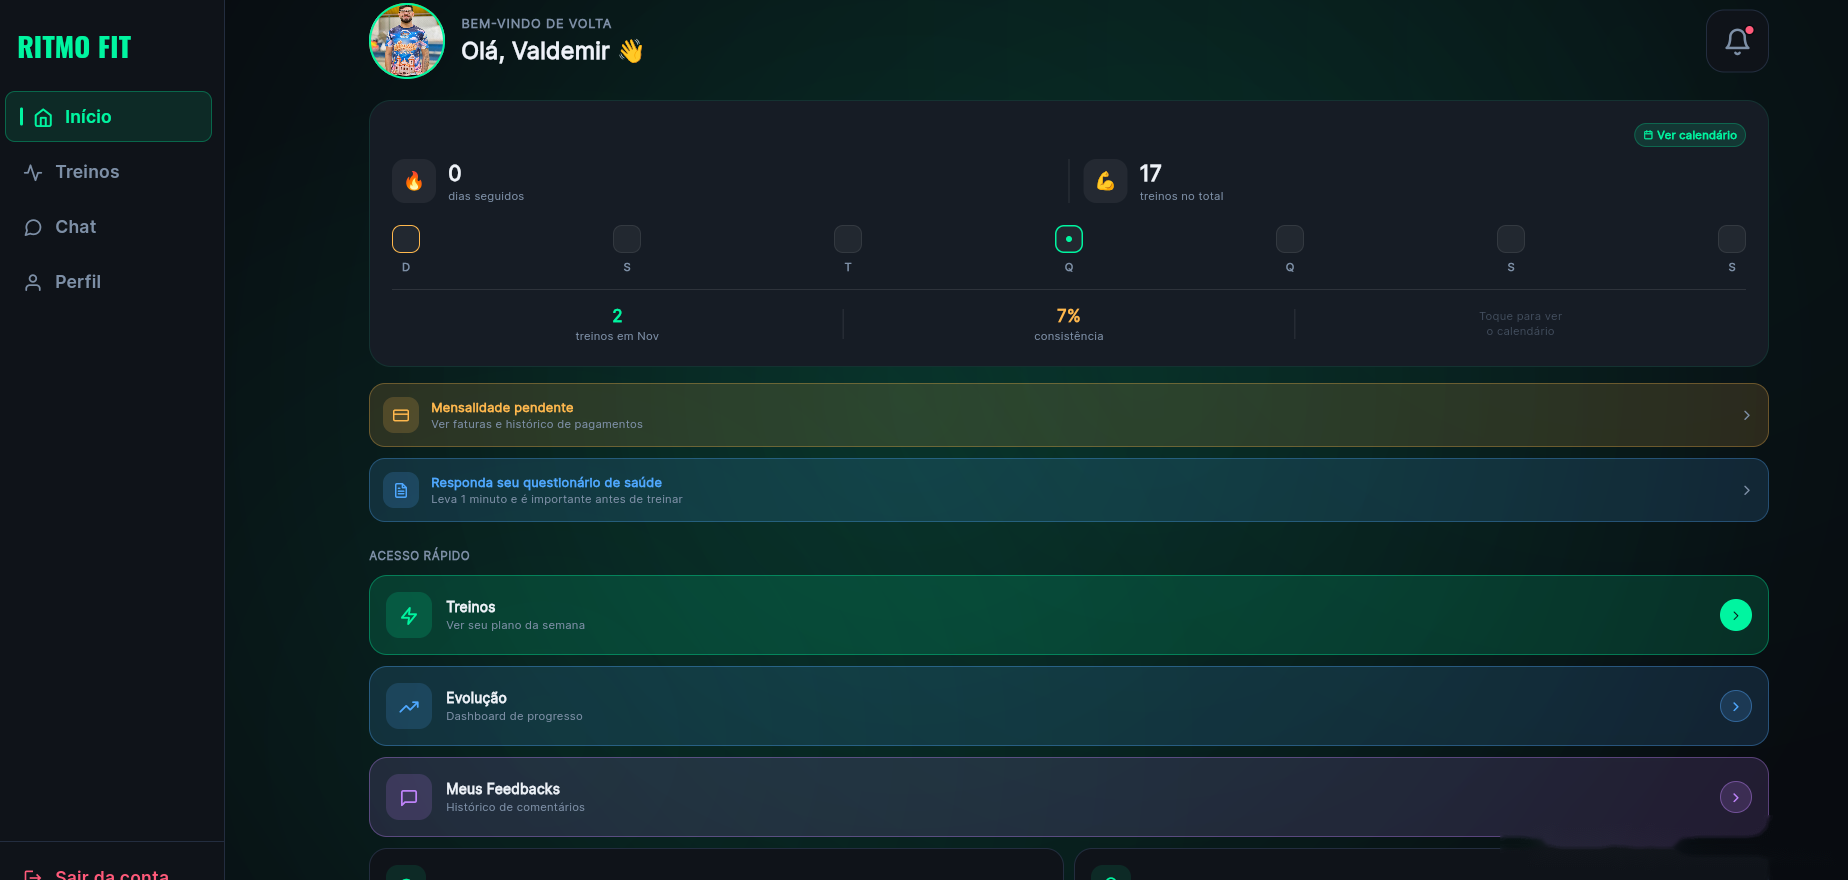 RITMO FIT
Início
Treinos
Chat
Perfil
Sair da conta
BEM-VINDO DE VOLTA
Olá, Valdemir 👋
Ver calendário
0
dias seguidos
17
treinos no total
D S T Q Q S S
2
treinos em Nov
7%
consistência
Toque para ver
o calendário
Mensalidade pendente
Ver faturas e histórico de pagamentos
Responda seu questionário de saúde
Leva 1 minuto e é importante antes de treinar
ACESSO RÁPIDO
Treinos
Ver seu plano da semana
Evolução
Dashboard de progresso
Meus Feedbacks
Histórico de comentários